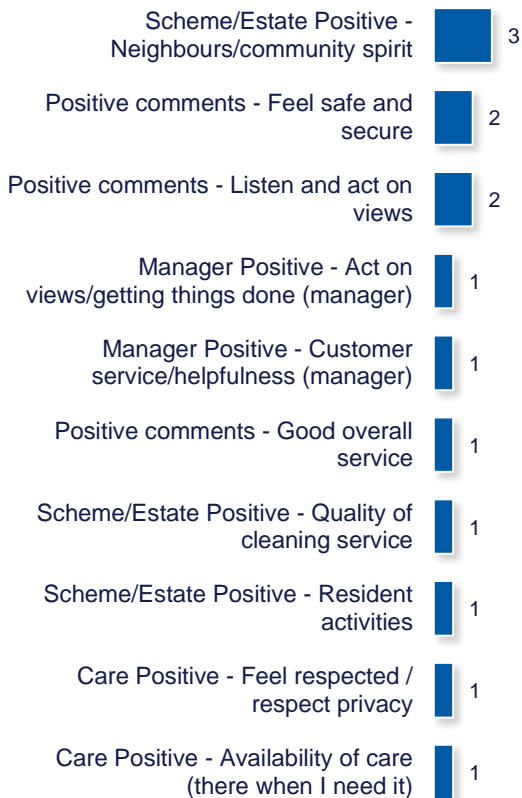 Scheme/Estate Positive -
Neighbours/community spirit
3
Positive comments - Feel safe and
secure
2
Positive comments - Listen and act on
views
2
Manager Positive - Act on
views/getting things done (manager)
1
Manager Positive - Customer
service/helpfulness (manager)
1
Positive comments - Good overall
service
1
Scheme/Estate Positive - Quality of
cleaning service
1
Scheme/Estate Positive - Resident
activities
1
Care Positive - Feel respected /
respect privacy
1
Care Positive - Availability of care
(there when I need it)
1